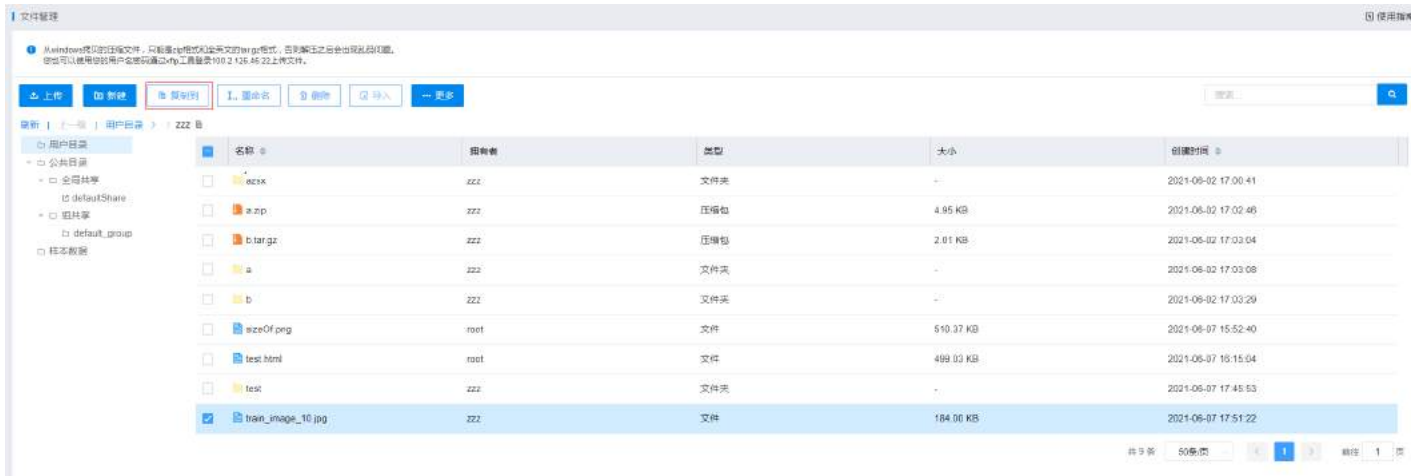 文件管理
使用指南
从windows拷贝的压缩文件，只能是zip格式和全英文的tar.gz格式，否则解压之后会出现乱码问题。
您也可以使用您的用户名密码通过xftp工具登录100.2.126.46:22上传文件。
上传 新建 复制到 重命名 删除 导入 更多
搜索...
刷新 | 上一级 | 用户目录 > / zzz
用户目录
公共目录
全局共享
defaultShare
组共享
default_group
样本数据
名称 拥有者 类型 大小 创建时间
azsx zzz 文件夹 - 2021-06-02 17:00:41
a.zip zzz 压缩包 4.95 KB 2021-06-02 17:02:46
b.tar.gz zzz 压缩包 2.01 KB 2021-06-02 17:03:04
a zzz 文件夹 - 2021-06-02 17:03:08
b zzz 文件夹 - 2021-06-02 17:03:29
sizeOf.png root 文件 510.37 KB 2021-06-07 15:52:40
test.html root 文件 499.03 KB 2021-06-07 16:15:04
test zzz 文件夹 - 2021-06-07 17:45:53
train_image_10.jpg zzz 文件 184.00 KB 2021-06-07 17:51:22
共 9 条 50条/页 1 前往 1 页